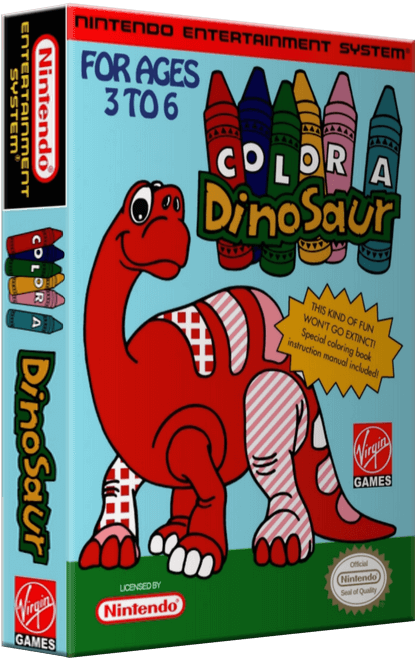 NINTENDO ENTERTAINMENT SYSTEM®
FOR AGES
3 TO 6
COLOR A
DINOSaur
THIS KIND OF FUN
WON'T GO EXTINCT!
Special coloring book
instruction manual included!
Virgin
GAMES
LICENSED BY
Nintendo
Official
Nintendo
Seal of Quality
Nintendo®
ENTERTAINMENT
SYSTEM®
COLOR A
DINOSaur
Virgin
GAMES